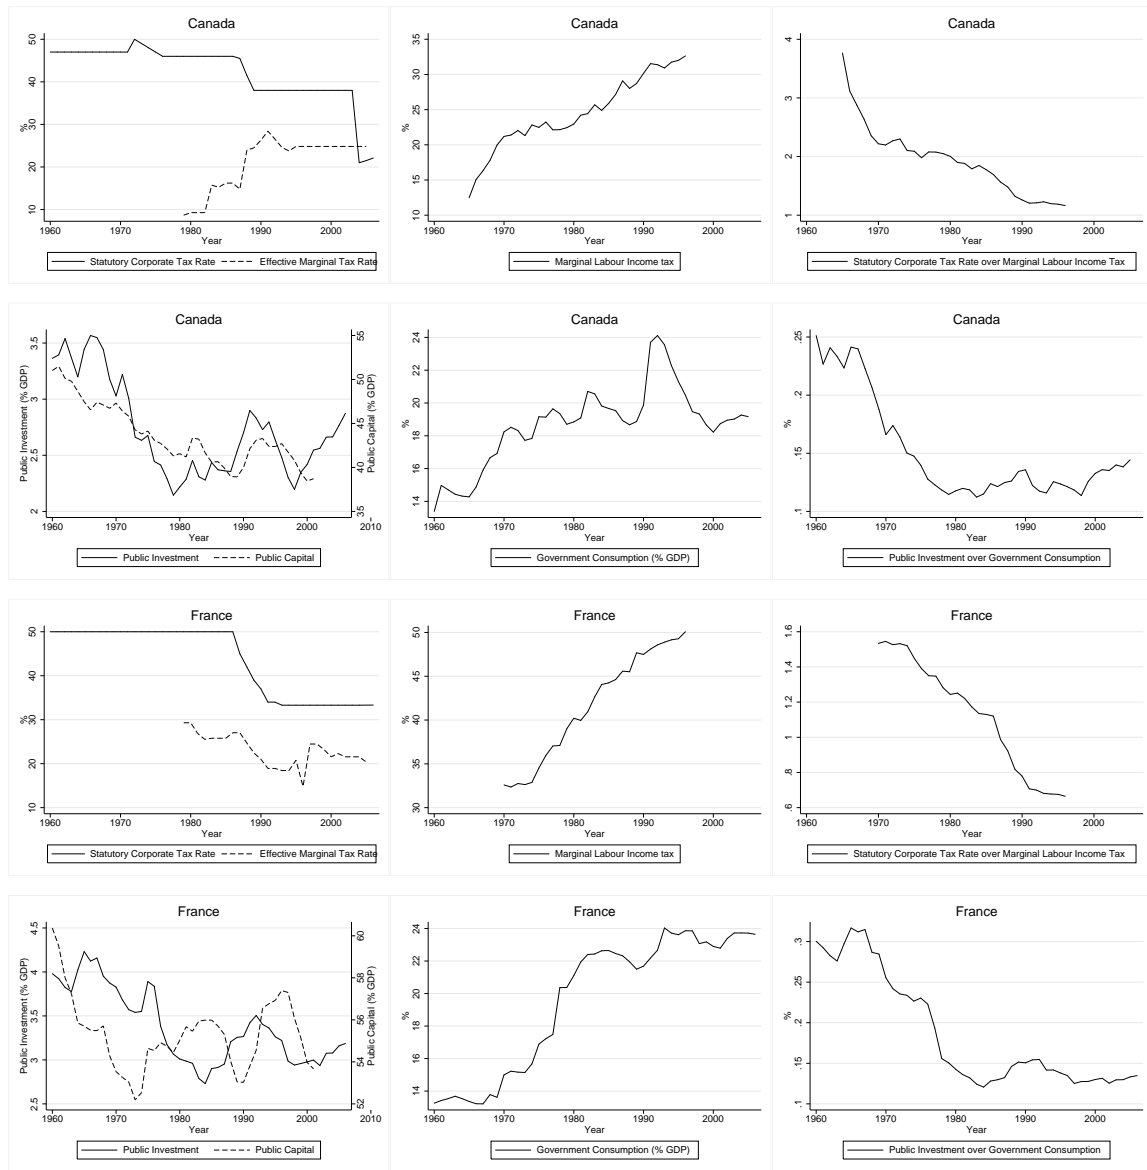 Canada
%
50
40
30
20
10
1960 1970 1980 1990 2000
Year
Statutory Corporate Tax Rate Effective Marginal Tax Rate
Canada
%
35
30
25
20
15
10
1960 1970 1980 1990 2000
Year
Marginal Labour Income tax
Canada
4
3
2
1
1960 1970 1980 1990 2000
Year
Statutory Corporate Tax Rate over Marginal Labour Income Tax
Canada
Public Investment (% GDP)
3.5
3
2.5
2
Public Capital (% GDP)
55
50
45
40
35
1960 1970 1980 1990 2000 2010
Year
Public Investment Public Capital
Canada
%
24
22
20
18
16
14
1960 1970 1980 1990 2000
Year
Government Consumption (% GDP)
Canada
%
.25
.2
.15
.1
1960 1970 1980 1990 2000
Year
Public Investment over Government Consumption
France
%
50
40
30
20
10
1960 1970 1980 1990 2000
Year
Statutory Corporate Tax Rate Effective Marginal Tax Rate
France
%
50
45
40
35
30
1960 1970 1980 1990 2000
Year
Marginal Labour Income tax
France
%
1.6
1.4
1.2
1
.8
.6
1960 1970 1980 1990 2000
Year
Statutory Corporate Tax Rate over Marginal Labour Income Tax
France
Public Investment (% GDP)
4.5
4
3.5
3
2.5
Public Capital (% GDP)
60
58
56
54
52
1960 1970 1980 1990 2000 2010
Year
Public Investment Public Capital
France
%
24
22
20
18
16
14
1960 1970 1980 1990 2000
Year
Government Consumption (% GDP)
France
%
.3
.25
.2
.15
.1
1960 1970 1980 1990 2000
Year
Public Investment over Government Consumption